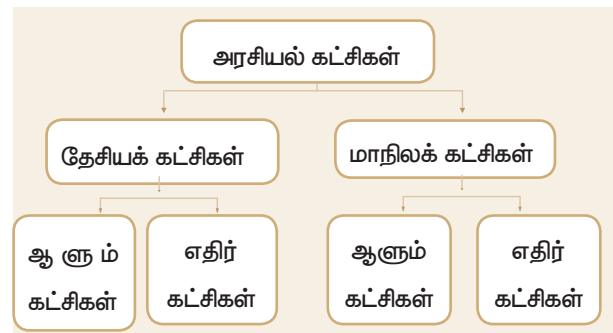 அரசியல் கட்சிகள்
தேசியக் கட்சிகள்
மாநிலக் கட்சிகள்
ஆ ளு ம்
கட்சிகள்
எதிர்
கட்சிகள்
ஆளும்
கட்சிகள்
எதிர்
கட்சிகள்